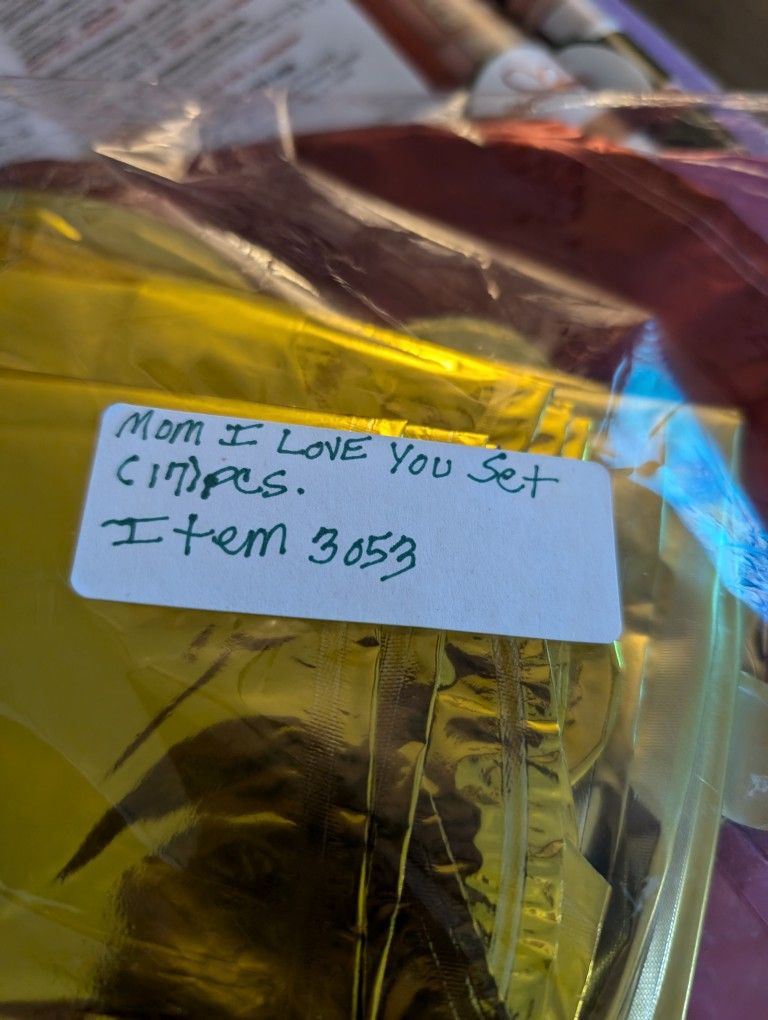 Mom I LOVE YOU Set
(17)pcs.
Item 3053